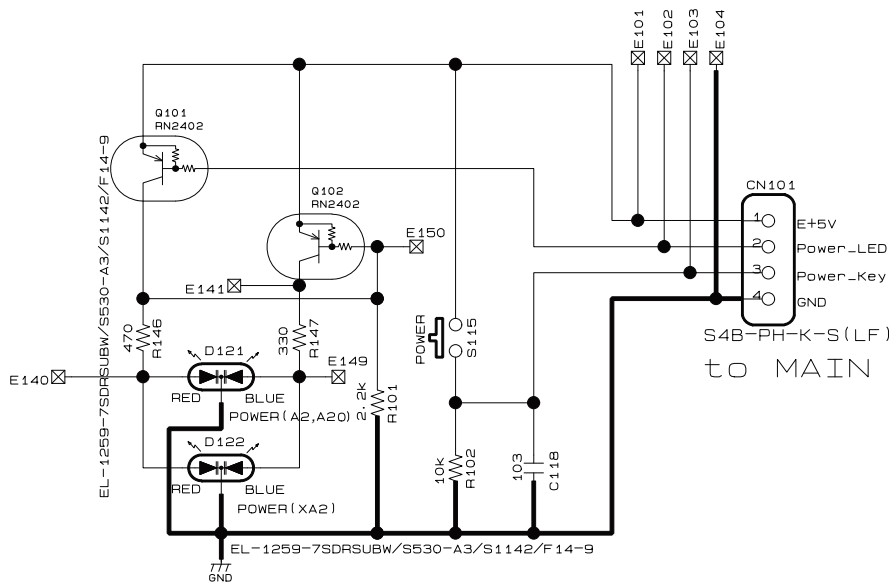 E101
E102
E103
E104
Q101
RN2402
EL-1259-7SDRSUBW/S530-A3/S1142/F14-9
Q102
RN2402
E150
CN101
1 E+5V
2 Power_LED
3 Power_Key
4 GND
S4B-PH-K-S(LF)
to MAIN
E141
470
R146
330
R147
POWER
S115
E140
D121
E149
RED
BLUE
POWER(A2,A20)
2.2k
R101
D122
RED
BLUE
POWER(XA2)
10k
R102
103
C118
EL-1259-7SDRSUBW/S530-A3/S1142/F14-9
GND